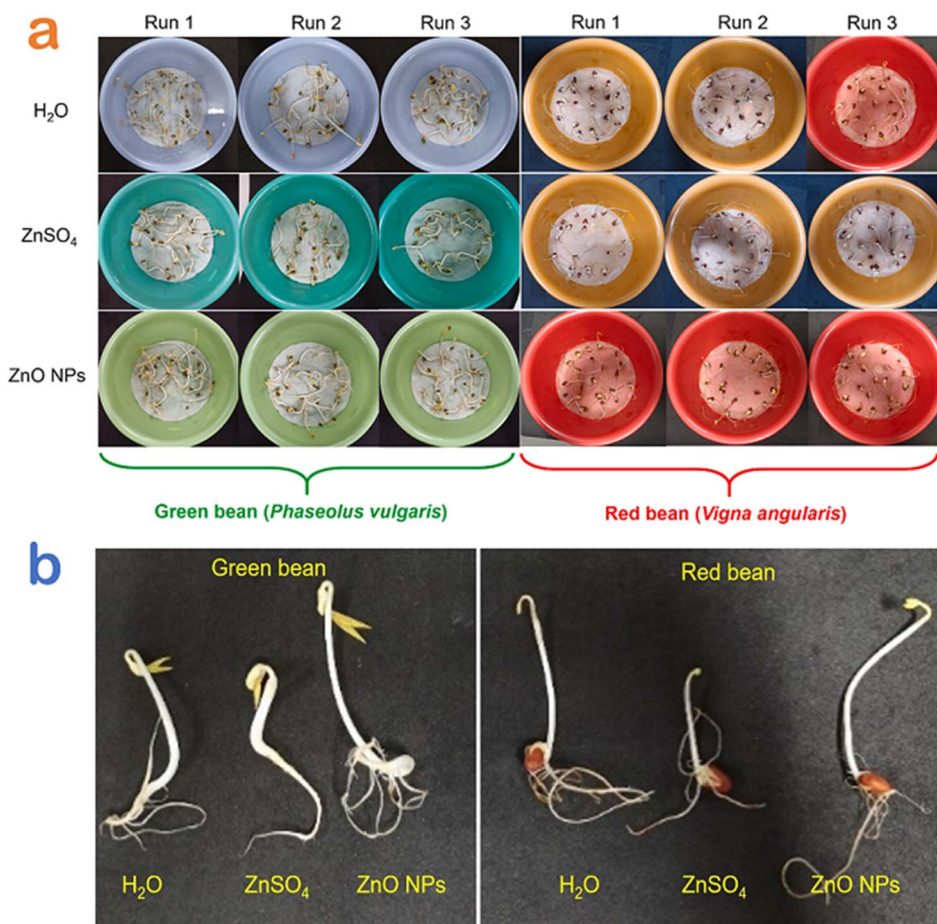 a
Run 1 Run 2 Run 3 Run 1 Run 2 Run 3
H₂O
ZnSO₄
ZnO NPs
Green bean (Phaseolus vulgaris) Red bean (Vigna angularis)
b
Green bean Red bean
H₂O ZnSO₄ ZnO NPs H₂O ZnSO₄ ZnO NPs